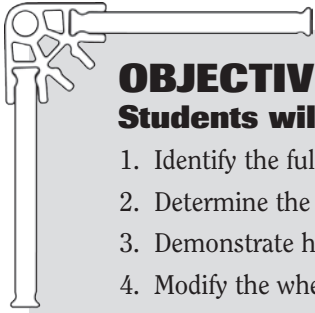 OBJECTIV
Students wil
1. Identify the ful
2. Determine the
3. Demonstrate h
4. Modify the whe